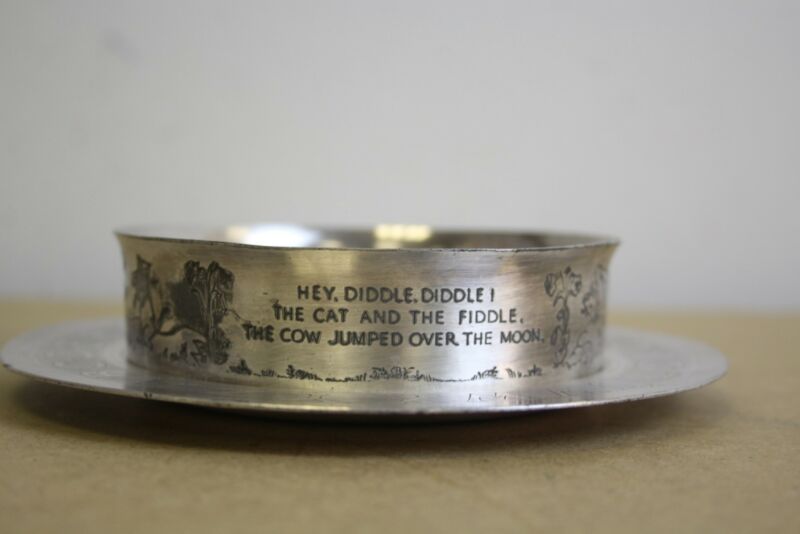 HEY, DIDDLE, DIDDLE!
THE CAT AND THE FIDDLE,
THE COW JUMPED OVER THE MOON.